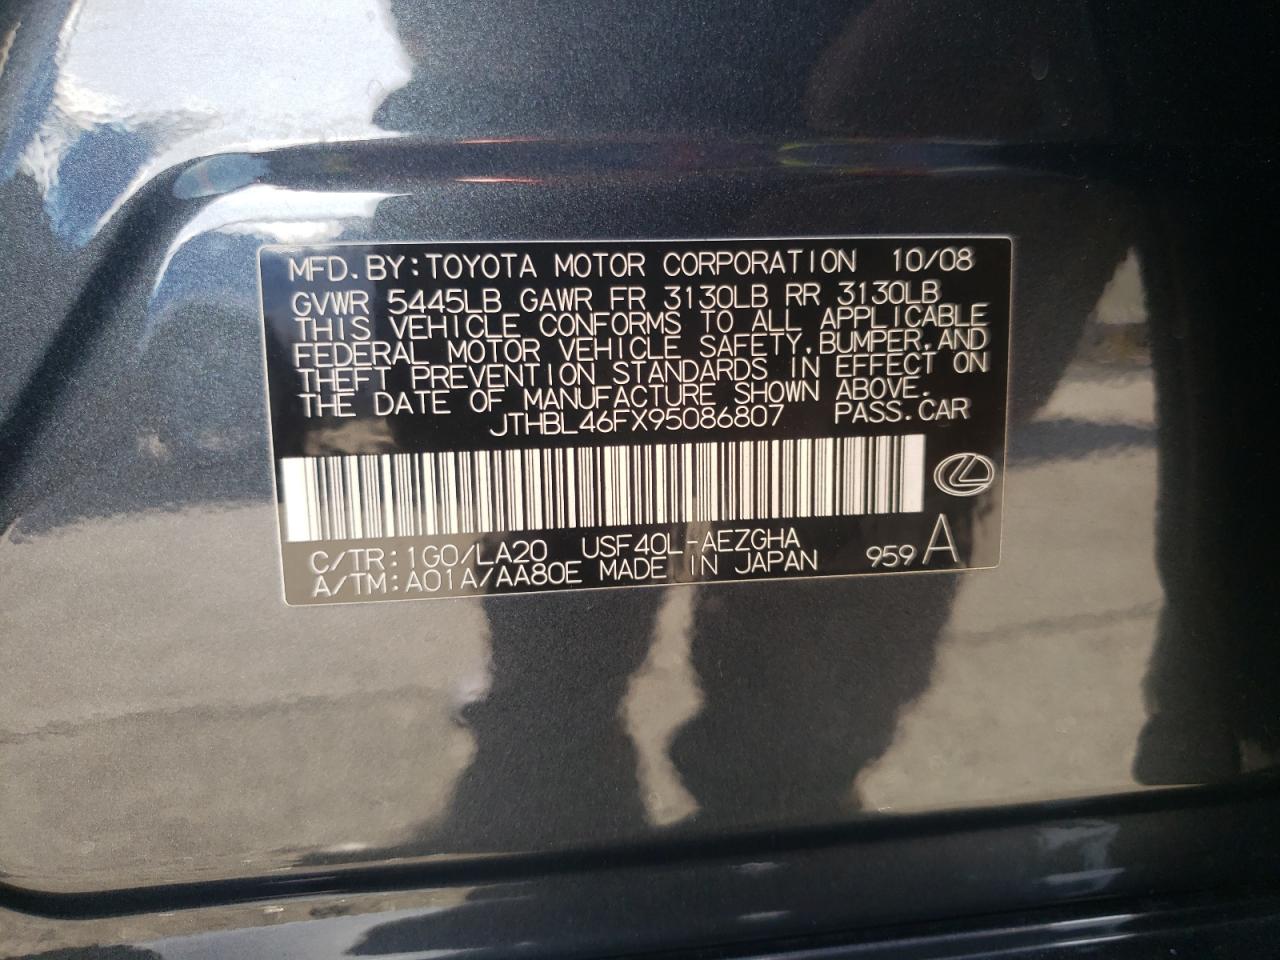 MFD. BY: TOYOTA MOTOR CORPORATION 10/08
GVWR 5445LB GAWR FR 3130LB RR 3130LB
THIS VEHICLE CONFORMS TO ALL APPLICABLE
FEDERAL MOTOR VEHICLE SAFETY, BUMPER, AND
THEFT PREVENTION STANDARDS IN EFFECT ON
THE DATE OF MANUFACTURE SHOWN ABOVE.
JTHBL46FX95086807 PASS. CAR
C/TR: 1G0/LA20 USF40L-AEZGHA 959 A
A/TM: A01A/AA80E MADE IN JAPAN